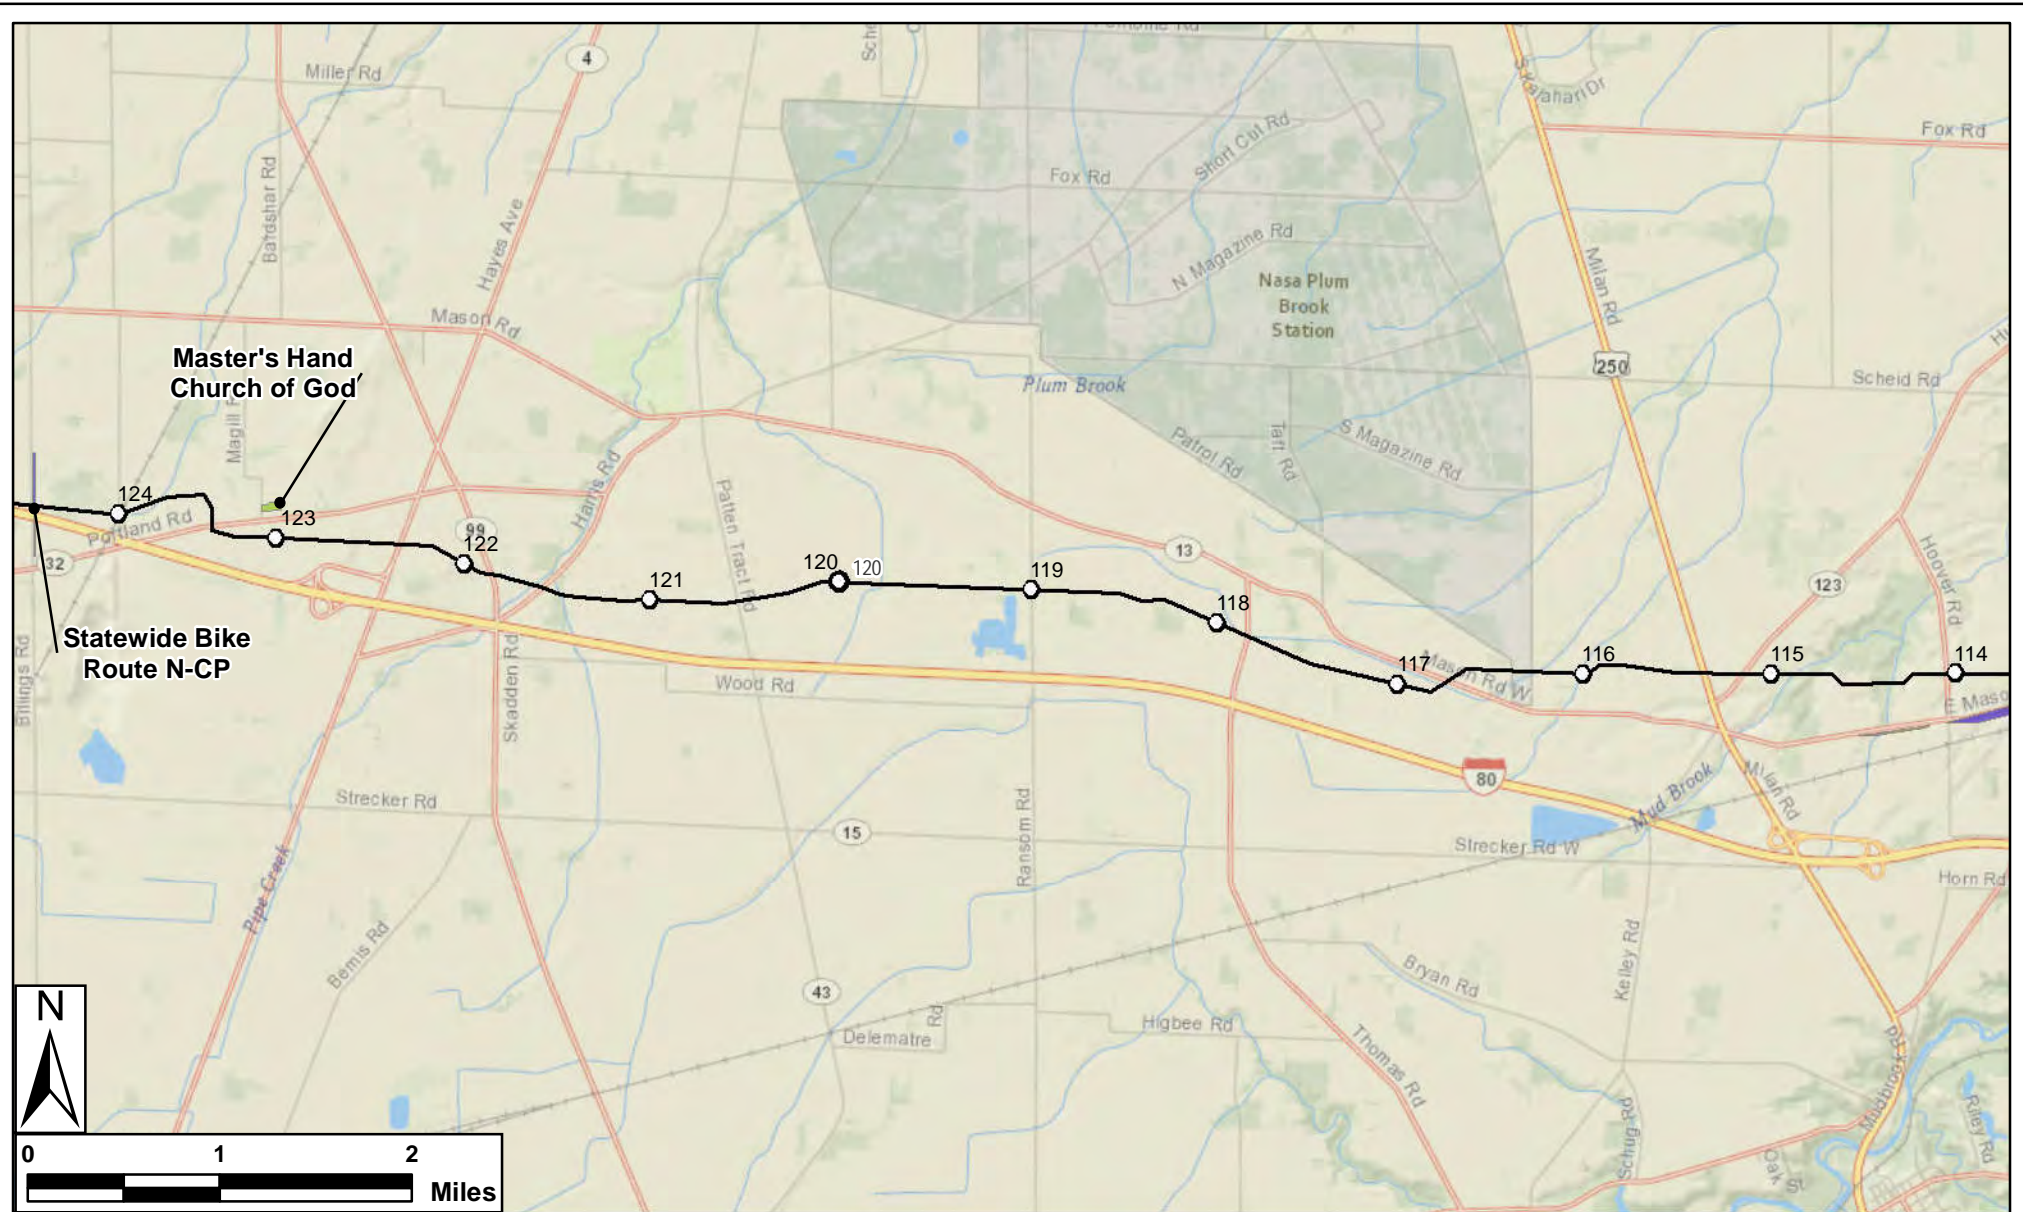 Miller Rd
4
S Kalahari Dr
Fox Rd
Short Cut Rd
Fox Rd
Bardshar Rd
Hayes Ave
N Magazine Rd
Milan Rd
Nasa Plum
Brook
Station
Mason Rd
Master's Hand
Church of God
250
Scheid Rd
Plum Brook
Patrol Rd
Taft Rd
S Magazine Rd
Harris Rd
Patten Tract Rd
124
123
Portland Rd
99
122
32
121
120
120
119
13
118
123
Hoover Rd
Statewide Bike
Route N-CP
Billings Rd
Skadden Rd
Wood Rd
117
Mason Rd W
116
115
114
80
Mud Brook
Milan Rd
Strecker Rd
15
Ransom Rd
Strecker Rd W
Horn Rd
Pipe Creek
Bemis Rd
Kelley Rd
Bryan Rd
43
Delematre
Rd
Higbee Rd
Thomas Rd
Mudbrook Rd
Schug Rd
Riley Rd
Oak
St
N
0 1 2
Miles